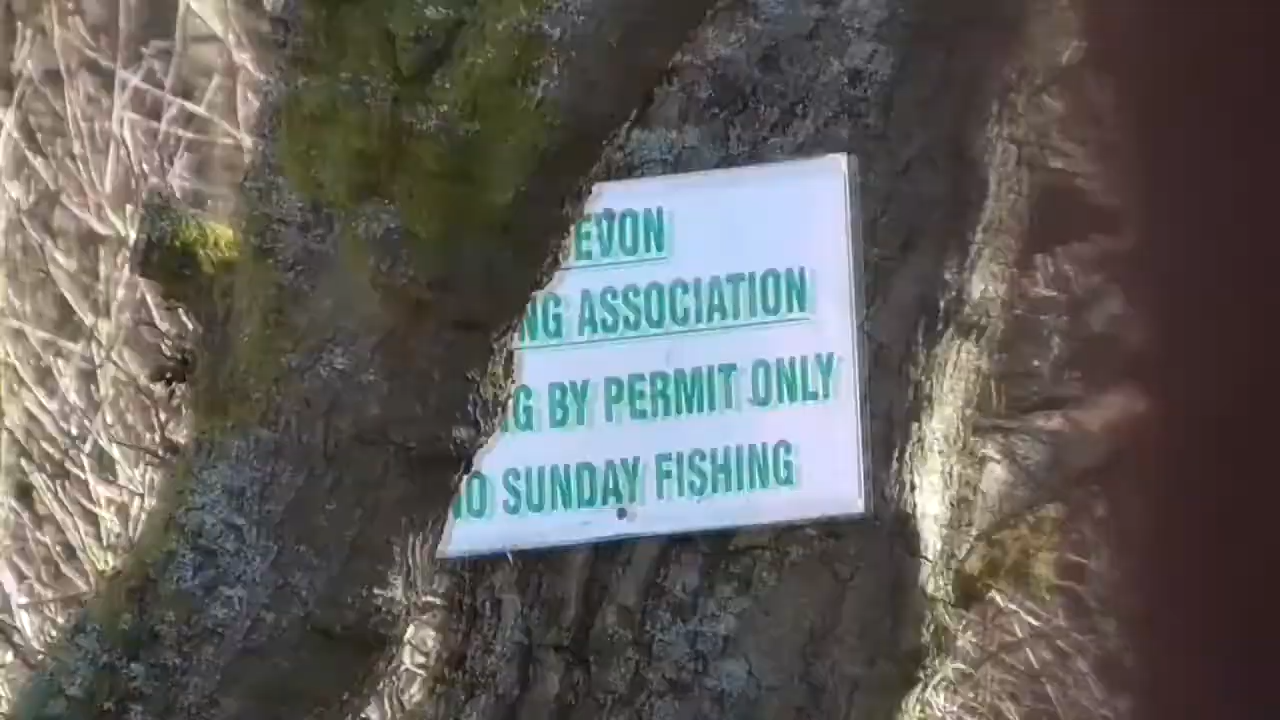 EVON
NG ASSOCIATION
G BY PERMIT ONLY
NO SUNDAY FISHING